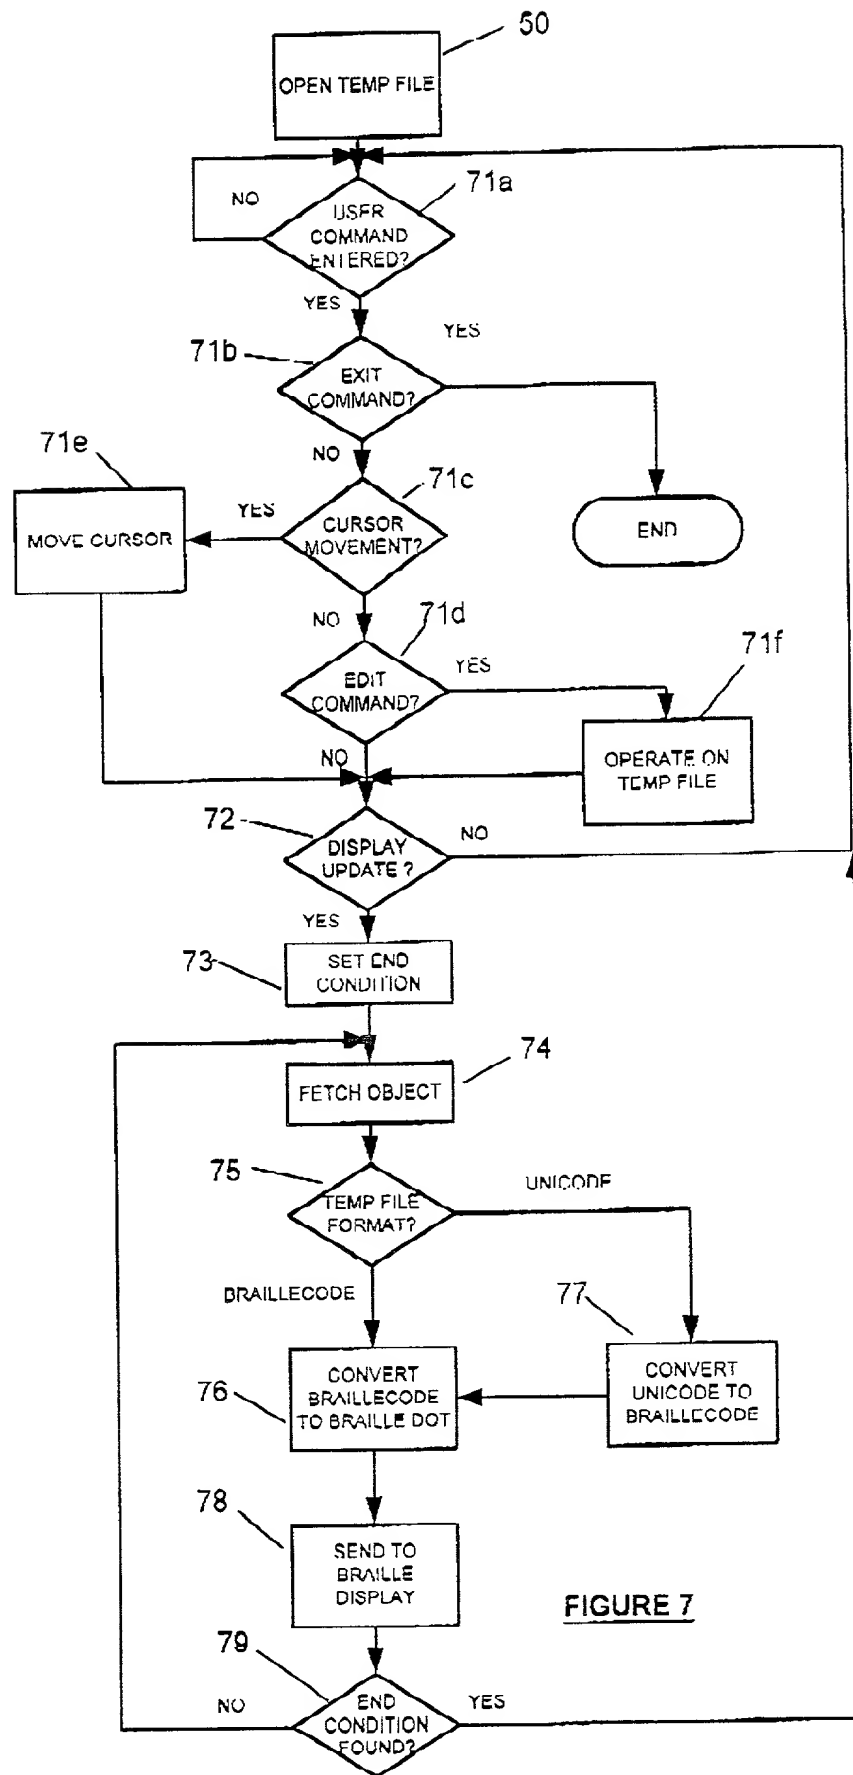 50
OPEN TEMP FILE
71a
NO
USER
COMMAND
ENTERED?
YES
YES
71b
EXIT
COMMAND?
71e
NO
71c
YES
MOVE CURSOR
CURSOR
MOVEMENT?
END
NO
71d
71f
YES
EDIT
COMMAND?
NO
OPERATE ON
TEMP FILE
72
NO
DISPLAY
UPDATE ?
YES
73
SET END
CONDITION
74
FETCH OBJECT
75
UNICODE
TEMP FILE
FORMAT?
BRAILLECODE
77
76
CONVERT
BRAILLECODE
TO BRAILLE DOT
CONVERT
UNICODE TO
BRAILLECODE
78
SEND TO
BRAILLE
DISPLAY
FIGURE 7
79
NO
YES
END
CONDITION
FOUND?